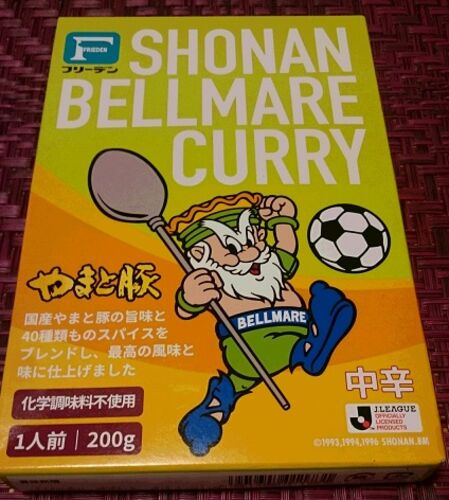 FRIEDEN
フリーデン
SHONAN
BELLMARE
CURRY
BELLMARE
やまと豚
国産やまと豚の旨味と
40種類ものスパイスを
ブレンドし、最高の風味と
味に仕上げました
化学調味料不使用
1人前 | 200g
中辛
J.LEAGUE
OFFICIALLY
LICENSED
PRODUCTS
©1993,1994,1996 SHONAN.BM